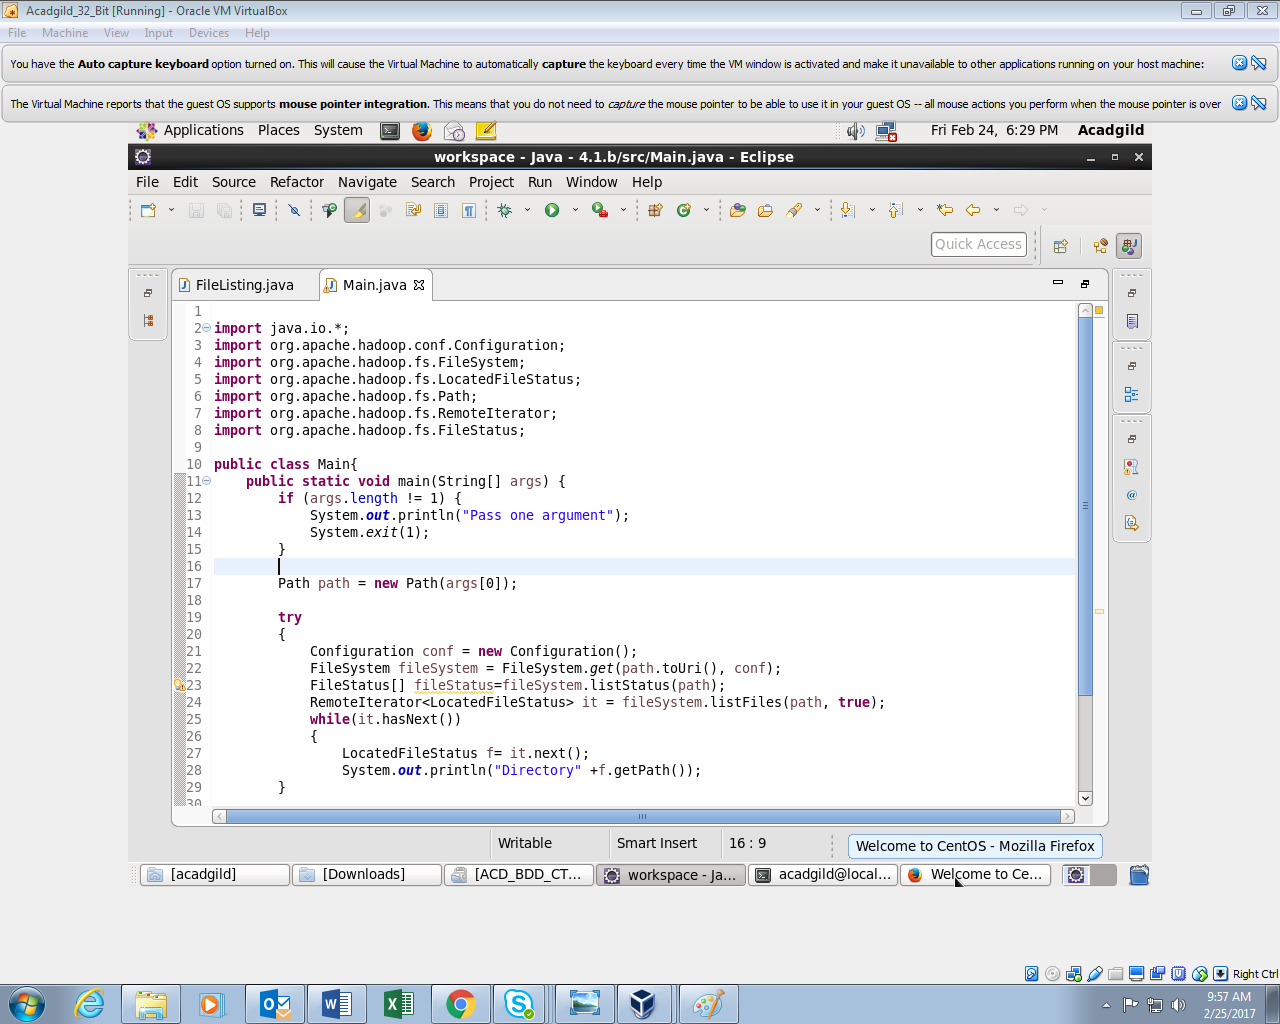 Acadgild_32_Bit [Running] - Oracle VM VirtualBox
File Machine View Input Devices Help
You have the Auto capture keyboard option turned on. This will cause the Virtual Machine to automatically capture the keyboard every time the VM window is activated and make it unavailable to other applications running on your host machine:
The Virtual Machine reports that the guest OS supports mouse pointer integration. This means that you do not need to capture the mouse pointer to be able to use it in your guest OS -- all mouse actions you perform when the mouse pointer is over
Applications Places System Fri Feb 24, 6:29 PM Acadgild
workspace - Java - 4.1.b/src/Main.java - Eclipse
File Edit Source Refactor Navigate Search Project Run Window Help
Quick Access
FileListing.java Main.java
1
2 import java.io.*;
3 import org.apache.hadoop.conf.Configuration;
4 import org.apache.hadoop.fs.FileSystem;
5 import org.apache.hadoop.fs.LocatedFileStatus;
6 import org.apache.hadoop.fs.Path;
7 import org.apache.hadoop.fs.RemoteIterator;
8 import org.apache.hadoop.fs.FileStatus;
9
10 public class Main{
11 public static void main(String[] args) {
12 if (args.length != 1) {
13 System.out.println("Pass one argument");
14 System.exit(1);
15 }
16
17 Path path = new Path(args[0]);
18
19 try
20 {
21 Configuration conf = new Configuration();
22 FileSystem fileSystem = FileSystem.get(path.toUri(), conf);
23 FileStatus[] fileStatus=fileSystem.listStatus(path);
24 RemoteIterator<LocatedFileStatus> it = fileSystem.listFiles(path, true);
25 while(it.hasNext())
26 {
27 LocatedFileStatus f= it.next();
28 System.out.println("Directory" +f.getPath());
29 }
30
Writable Smart Insert 16 : 9 Welcome to CentOS - Mozilla Firefox
[acadgild] [Downloads] [ACD_BDD_CT... workspace - Ja... acadgild@local... Welcome to Ce...
Right Ctrl
9:57 AM
2/25/2017